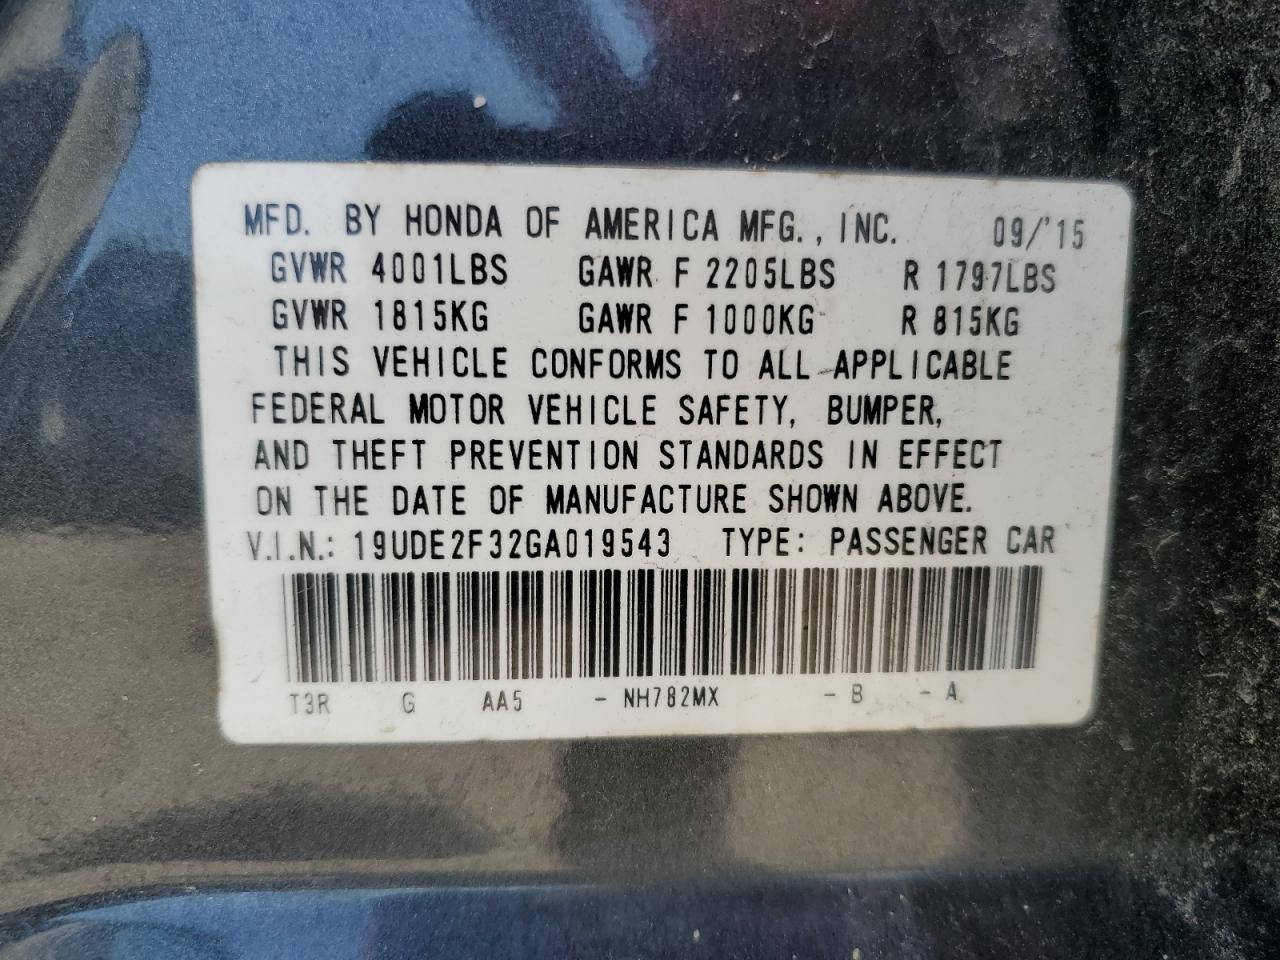 MFD. BY HONDA OF AMERICA MFG., INC. 09/'15
GVWR 4001LBS GAWR F 2205LBS R 1797LBS
GVWR 1815KG GAWR F 1000KG R 815KG
THIS VEHICLE CONFORMS TO ALL APPLICABLE
FEDERAL MOTOR VEHICLE SAFETY, BUMPER,
AND THEFT PREVENTION STANDARDS IN EFFECT
ON THE DATE OF MANUFACTURE SHOWN ABOVE.
V.I.N.: 19UDE2F32GA019543 TYPE: PASSENGER CAR
T3R G AA5 - NH782MX - B - A